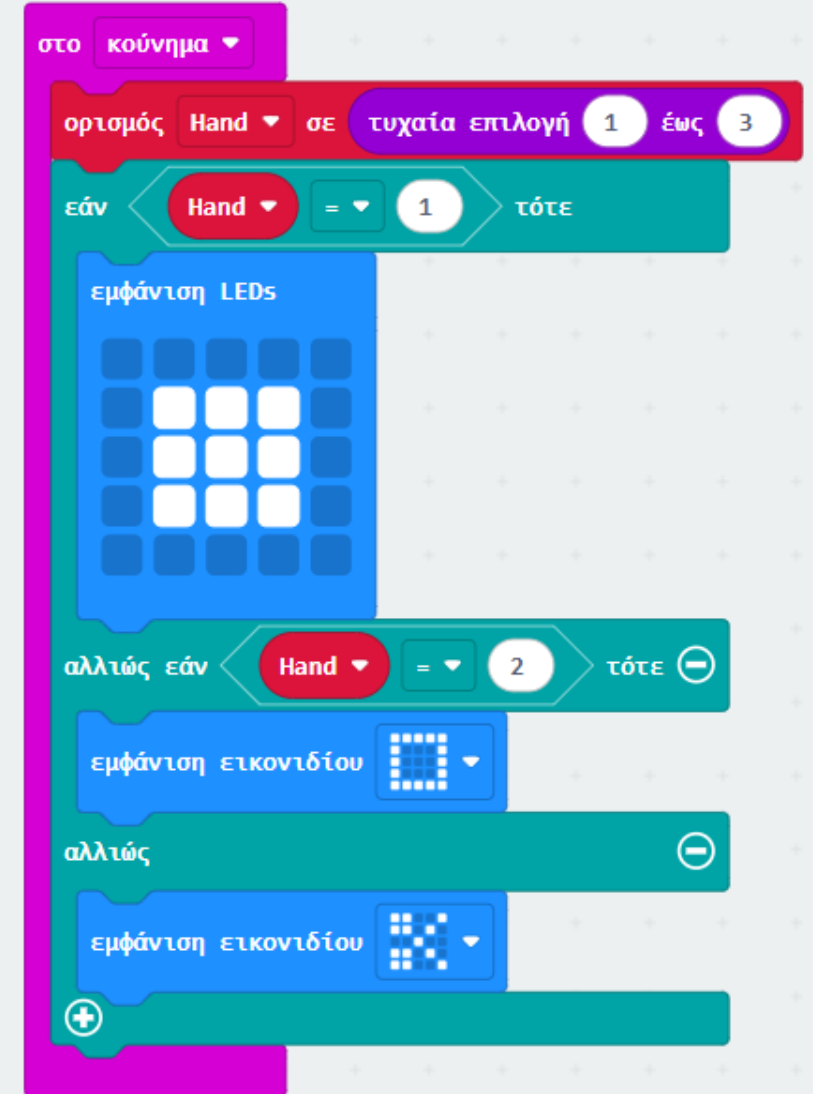 στο κούνημα
ορισμός Hand σε τυχαία επιλογή 1 έως 3
εάν Hand = 1 τότε
εμφάνιση LEDs
αλλιώς εάν Hand = 2 τότε
εμφάνιση εικονιδίου
αλλιώς
εμφάνιση εικονιδίου